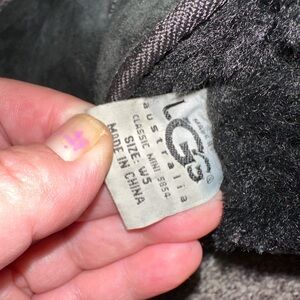 UGG®
australia
CLASSIC MINI 5854
SIZE: W5
MADE IN CHINA